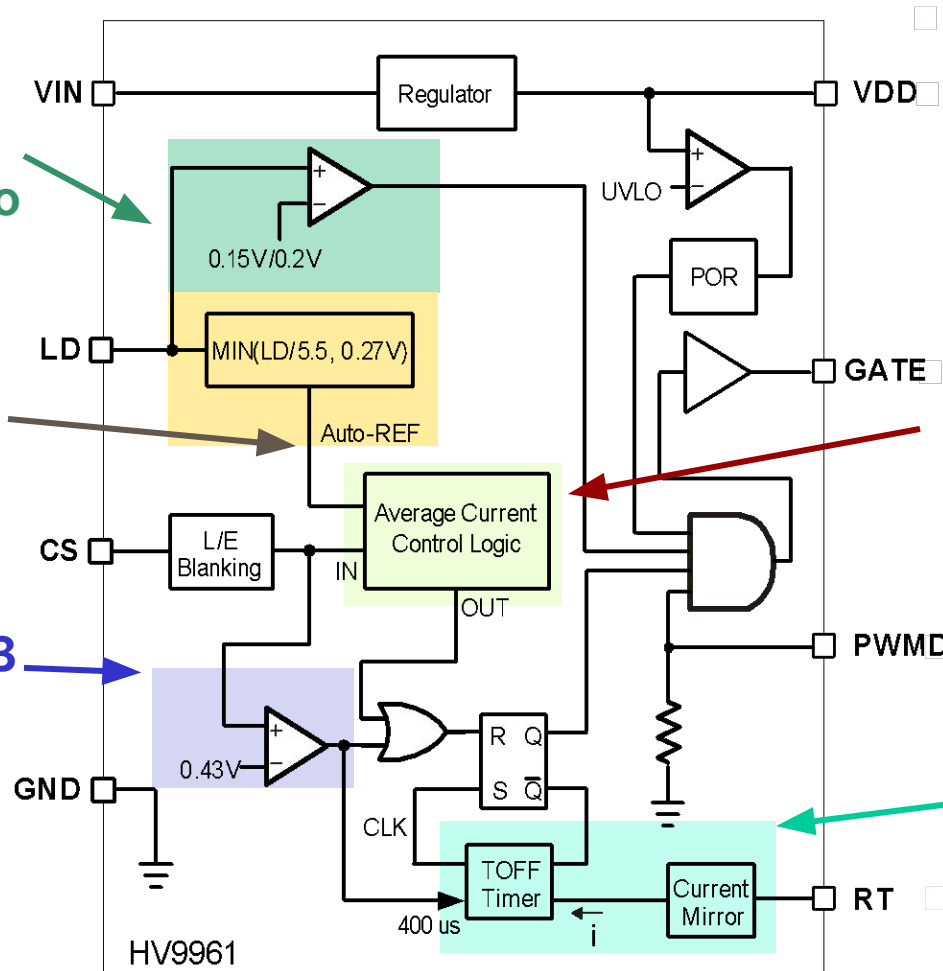 VIN
Regulator
VDD
+
−
UVLO
o
+
−
0.15V/0.2V
POR
LD
MIN(LD/5.5, 0.27V)
GATE
Auto-REF
Average Current
Control Logic
CS
L/E
Blanking
IN
OUT
3
PWMD
+
−
0.43V
R Q
S Q̅
GND
CLK
TOFF
Timer
Current
Mirror
RT
400 us
i
HV9961